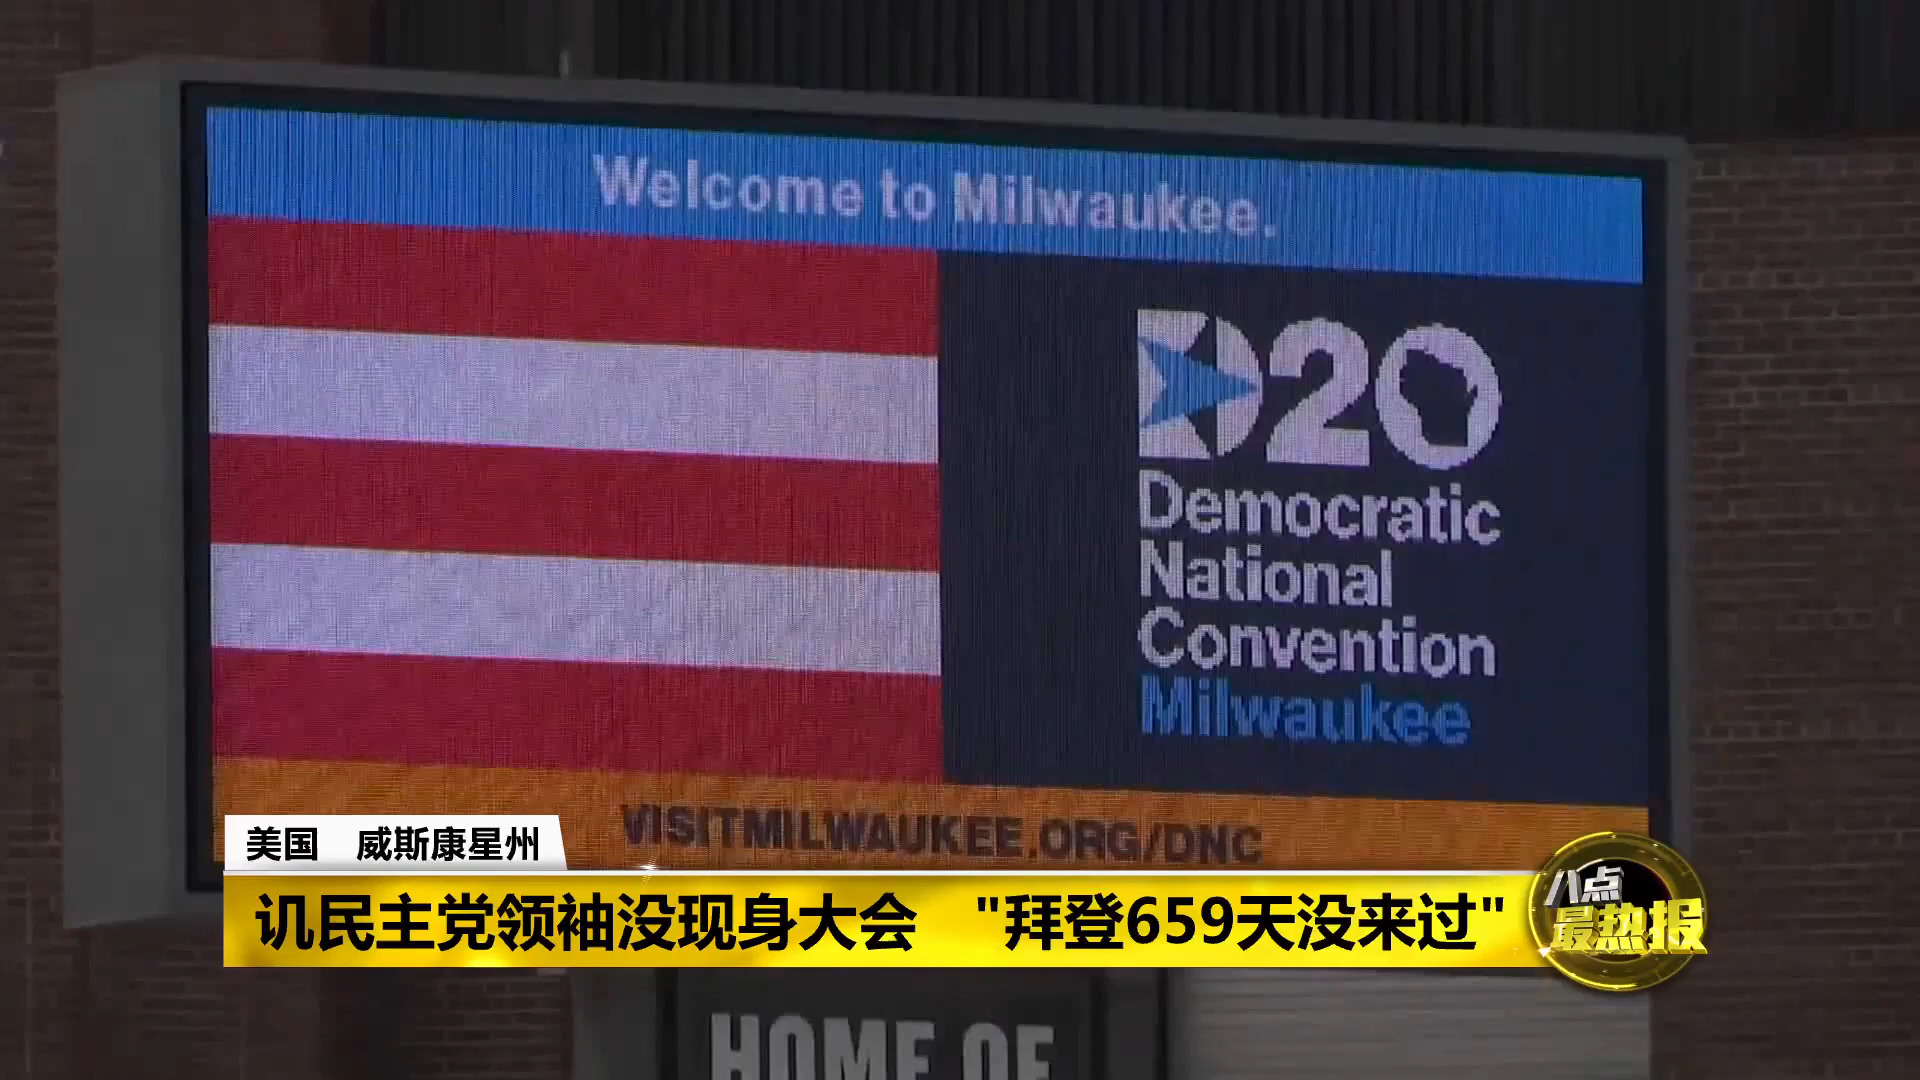 Welcome to Milwaukee.
D20
Democratic
National
Convention
Milwaukee
VISITMILWAUKEE.ORG/DNC
美国 威斯康星州
讥民主党领袖没现身大会 "拜登659天没来过"
八点
最热报
HOME OF